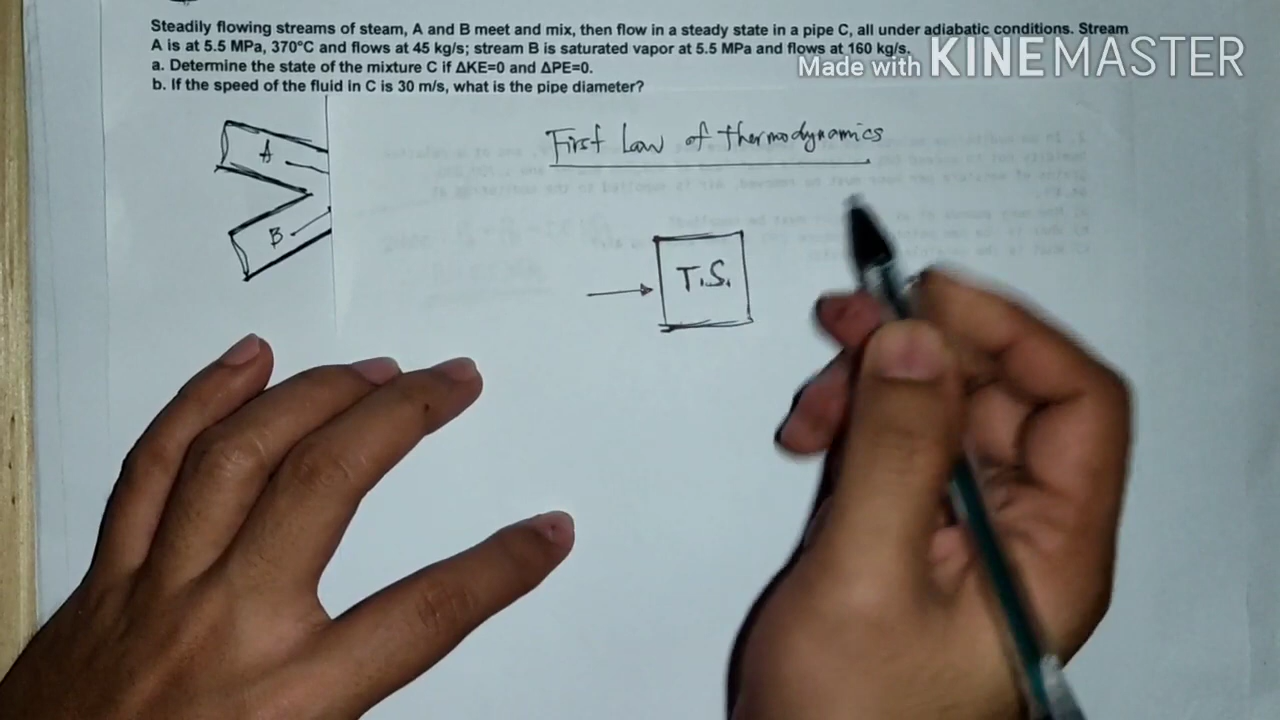 Steadily flowing streams of steam, A and B meet and mix, then flow in a steady state in a pipe C, all under adiabatic conditions. Stream
A is at 5.5 MPa, 370°C and flows at 45 kg/s; stream B is saturated vapor at 5.5 MPa and flows at 160 kg/s.
a. Determine the state of the mixture C if ΔKE=0 and ΔPE=0.
b. If the speed of the fluid in C is 30 m/s, what is the pipe diameter?
Made with KINEMASTER
First Law of thermodynamics
A
B
T.S.